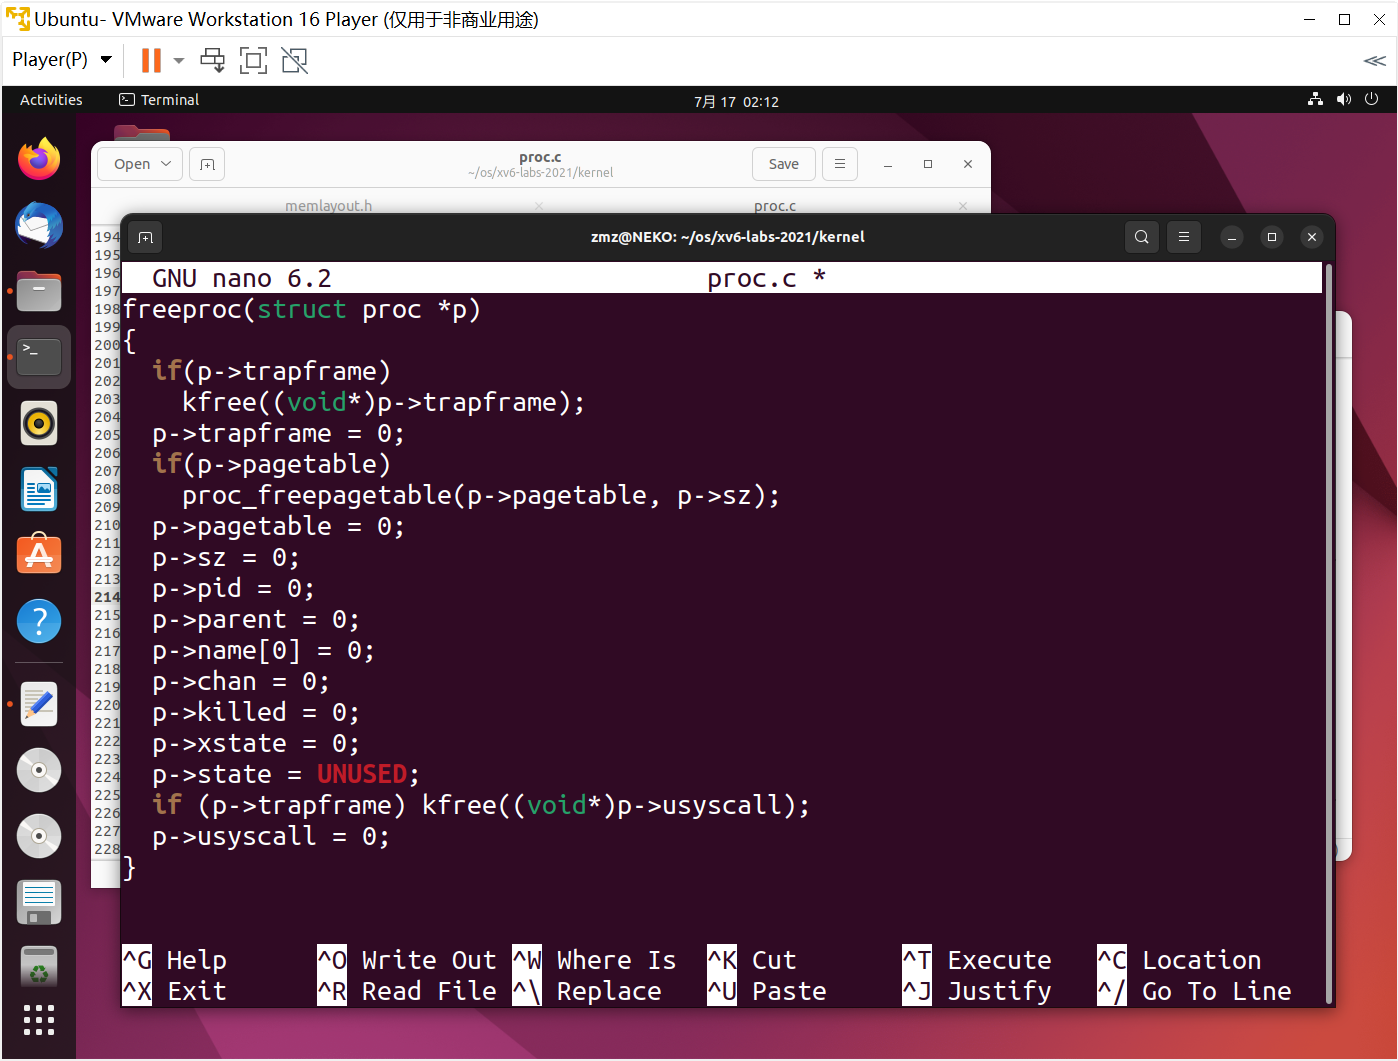 Ubuntu- VMware Workstation 16 Player (仅用于非商业用途)
Player(P)
Activities
Terminal
7月 17 02:12
Open
proc.c
~/os/xv6-labs-2021/kernel
Save
memlayout.h
proc.c
194
195
196
197
198
199
200
201
202
203
204
205
206
207
208
209
210
211
212
213
214
215
216
217
218
219
220
221
222
223
224
225
226
227
228
zmz@NEKO: ~/os/xv6-labs-2021/kernel
GNU nano 6.2 proc.c *
freeproc(struct proc *p)
{
  if(p->trapframe)
    kfree((void*)p->trapframe);
  p->trapframe = 0;
  if(p->pagetable)
    proc_freepagetable(p->pagetable, p->sz);
  p->pagetable = 0;
  p->sz = 0;
  p->pid = 0;
  p->parent = 0;
  p->name[0] = 0;
  p->chan = 0;
  p->killed = 0;
  p->xstate = 0;
  p->state = UNUSED;
  if (p->trapframe) kfree((void*)p->usyscall);
  p->usyscall = 0;
}
^G Help ^O Write Out ^W Where Is ^K Cut ^T Execute ^C Location
^X Exit ^R Read File ^\ Replace ^U Paste ^J Justify ^/ Go To Line